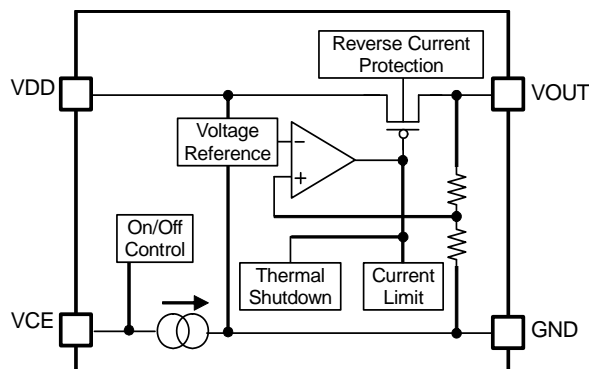 Reverse Current
Protection
VDD
VOUT
Voltage
Reference
−
+
On/Off
Control
Thermal
Shutdown
Current
Limit
VCE
GND